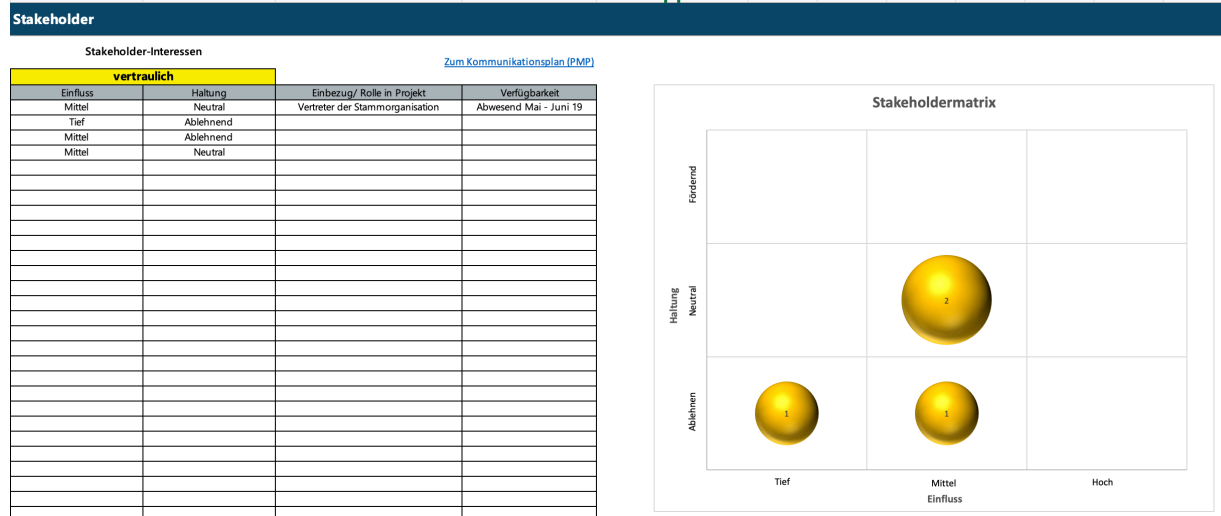 Stakeholder
Stakeholder-Interessen
Zum Kommunikationsplan (PMP)
vertraulich
Einfluss Haltung Einbezug/ Rolle in Projekt Verfügbarkeit
Mittel Neutral Vertreter der Stammorganisation Abwesend Mai - Juni 19
Tief Ablehnend
Mittel Ablehnend
Mittel Neutral
Stakeholdermatrix
Haltung
Fördernd
Neutral
Ablehnen
2
1
1
Tief Mittel Hoch
Einfluss